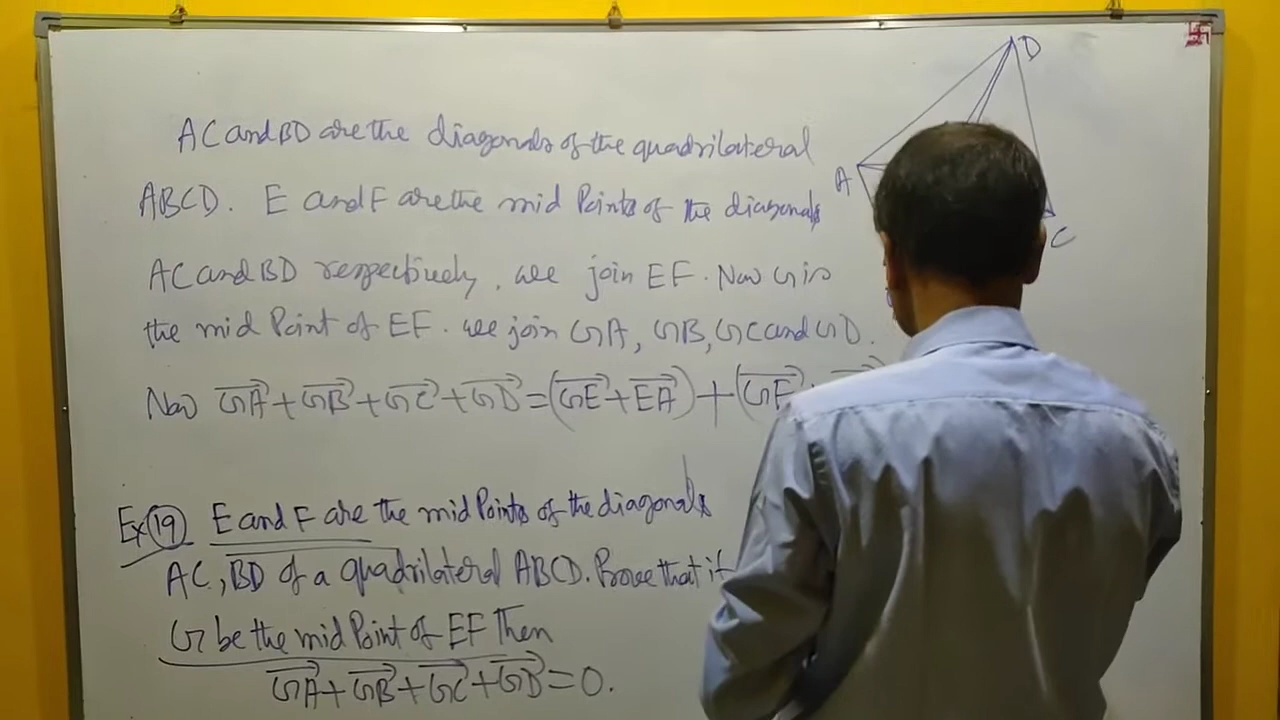 D
AC and BD are the diagonals of the quadrilateral
A
ABCD. E and F are the mid Points of the diagonals
C
AC and BD respectively, we join EF. Now G is
the mid Point of EF. we join GA, GB, GC and GD.
Now GA⃗ + GB⃗ + GC⃗ + GD⃗ = (GE⃗ + EA⃗) + (GF⃗
Ex 19 E and F are the mid Points of the diagonals
AC, BD of a quadrilateral ABCD. Prove that if
G be the mid Point of EF Then
GA⃗ + GB⃗ + GC⃗ + GD⃗ = 0.